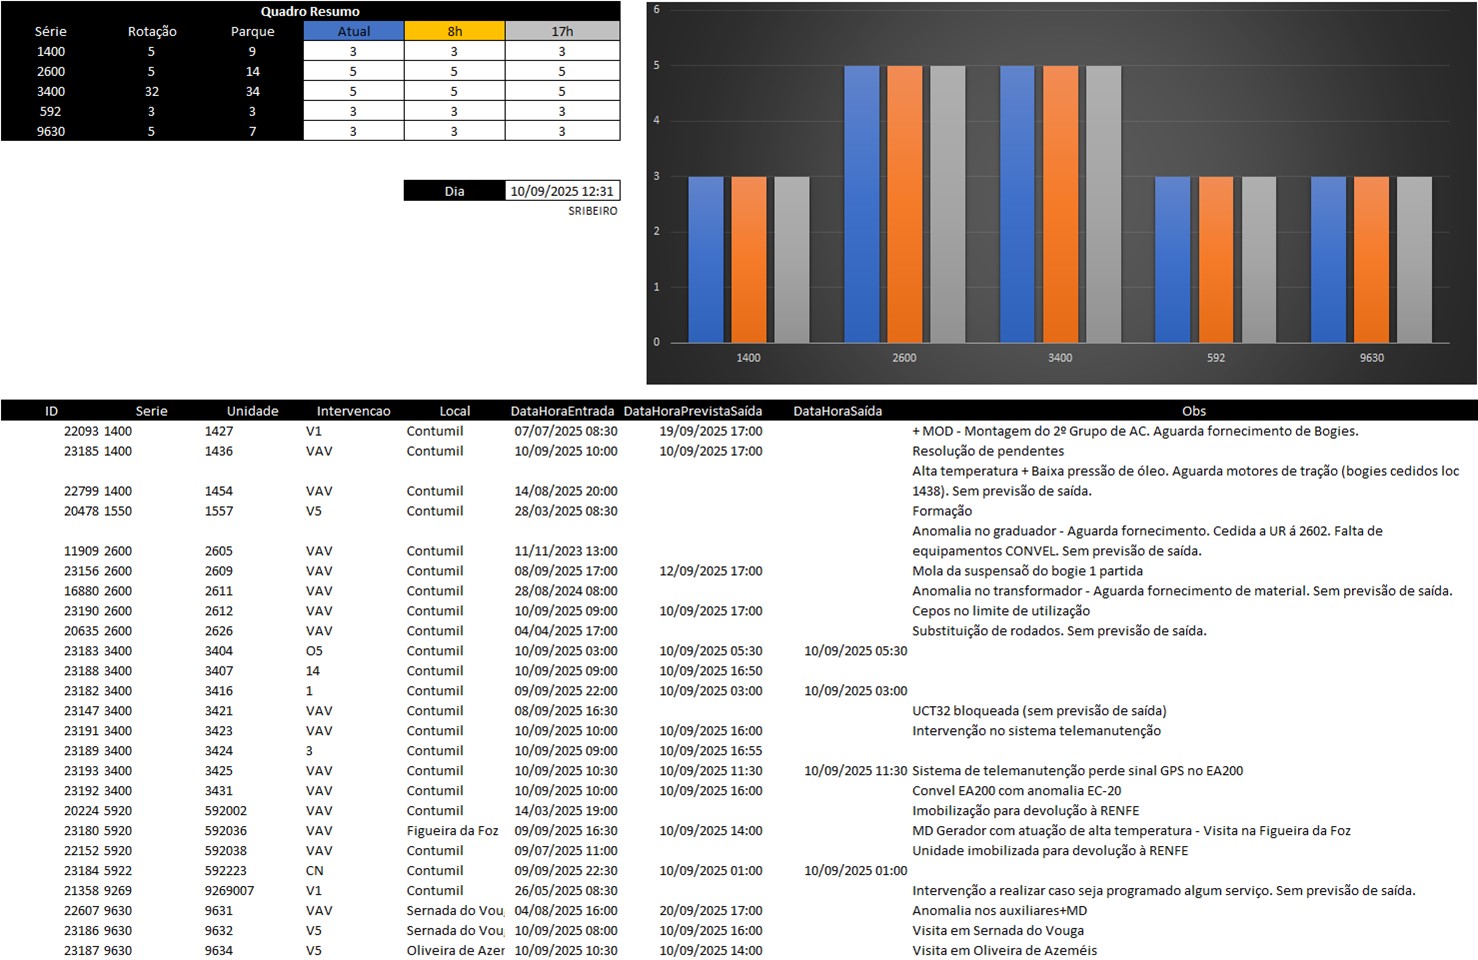 Quadro Resumo
Série Rotação Parque Atual 8h 17h
1400 5 9 3 3 3
2600 5 14 5 5 5
3400 32 34 5 5 5
592 3 3 3 3 3
9630 5 7 3 3 3
Dia 10/09/2025 12:31
SRIBEIRO
6
5
4
3
2
1
0
1400 2600 3400 592 9630
ID Serie Unidade Intervencao Local DataHoraEntrada DataHoraPrevistaSaída DataHoraSaída Obs
22093 1400 1427 V1 Contumil 07/07/2025 08:30 19/09/2025 17:00 + MOD - Montagem do 2º Grupo de AC. Aguarda fornecimento de Bogies.
23185 1400 1436 VAV Contumil 10/09/2025 10:00 10/09/2025 17:00 Resolução de pendentes
Alta temperatura + Baixa pressão de óleo. Aguarda motores de tração (bogies cedidos loc
22799 1400 1454 VAV Contumil 14/08/2025 20:00 1438). Sem previsão de saída.
20478 1550 1557 V5 Contumil 28/03/2025 08:30 Formação
Anomalia no graduador - Aguarda fornecimento. Cedida a UR á 2602. Falta de
11909 2600 2605 VAV Contumil 11/11/2023 13:00 equipamentos CONVEL. Sem previsão de saída.
23156 2600 2609 VAV Contumil 08/09/2025 17:00 12/09/2025 17:00 Mola da suspensaõ do bogie 1 partida
16880 2600 2611 VAV Contumil 28/08/2024 08:00 Anomalia no transformador - Aguarda fornecimento de material. Sem previsão de saída.
23190 2600 2612 VAV Contumil 10/09/2025 09:00 10/09/2025 17:00 Cepos no limite de utilização
20635 2600 2626 VAV Contumil 04/04/2025 17:00 Substituição de rodados. Sem previsão de saída.
23183 3400 3404 O5 Contumil 10/09/2025 03:00 10/09/2025 05:30 10/09/2025 05:30
23188 3400 3407 14 Contumil 10/09/2025 09:00 10/09/2025 16:50
23182 3400 3416 1 Contumil 09/09/2025 22:00 10/09/2025 03:00 10/09/2025 03:00
23147 3400 3421 VAV Contumil 08/09/2025 16:30 UCT32 bloqueada (sem previsão de saída)
23191 3400 3423 VAV Contumil 10/09/2025 10:00 10/09/2025 16:00 Intervenção no sistema telemanutenção
23189 3400 3424 3 Contumil 10/09/2025 09:00 10/09/2025 16:55
23193 3400 3425 VAV Contumil 10/09/2025 10:30 10/09/2025 11:30 10/09/2025 11:30 Sistema de telemanutenção perde sinal GPS no EA200
23192 3400 3431 VAV Contumil 10/09/2025 10:00 10/09/2025 16:00 Convel EA200 com anomalia EC-20
20224 5920 592002 VAV Contumil 14/03/2025 19:00 Imobilização para devolução à RENFE
23180 5920 592036 VAV Figueira da Foz 09/09/2025 16:30 10/09/2025 14:00 MD Gerador com atuação de alta temperatura - Visita na Figueira da Foz
22152 5920 592038 VAV Contumil 09/07/2025 11:00 Unidade imobilizada para devolução à RENFE
23184 5922 592223 CN Contumil 09/09/2025 22:30 10/09/2025 01:00 10/09/2025 01:00
21358 9269 9269007 V1 Contumil 26/05/2025 08:30 Intervenção a realizar caso seja programado algum serviço. Sem previsão de saída.
22607 9630 9631 VAV Sernada do Voug 04/08/2025 16:00 20/09/2025 17:00 Anomalia nos auxiliares+MD
23186 9630 9632 V5 Sernada do Voug 10/09/2025 08:00 10/09/2025 16:00 Visita em Sernada do Vouga
23187 9630 9634 V5 Oliveira de Azer 10/09/2025 10:30 10/09/2025 14:00 Visita em Oliveira de Azeméis